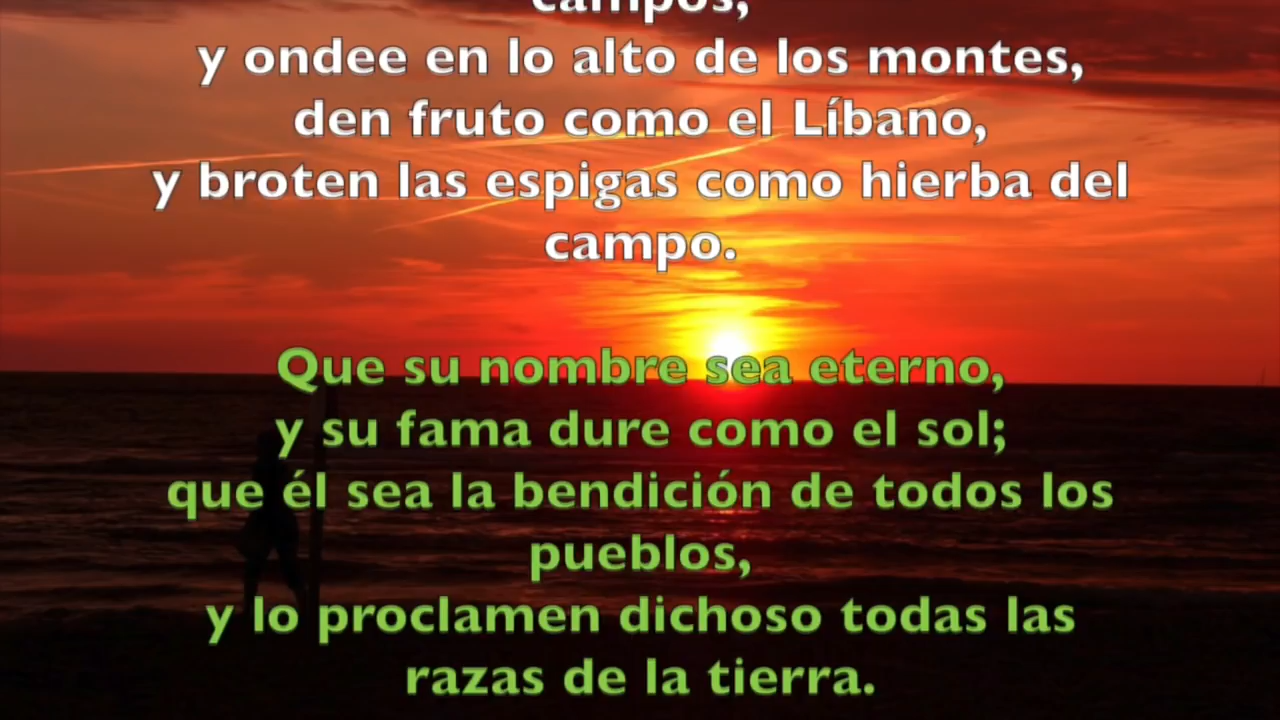 campos,
y ondee en lo alto de los montes,
den fruto como el Líbano,
y broten las espigas como hierba del
campo.
Que su nombre sea eterno,
y su fama dure como el sol;
que él sea la bendición de todos los
pueblos,
y lo proclamen dichoso todas las
razas de la tierra.